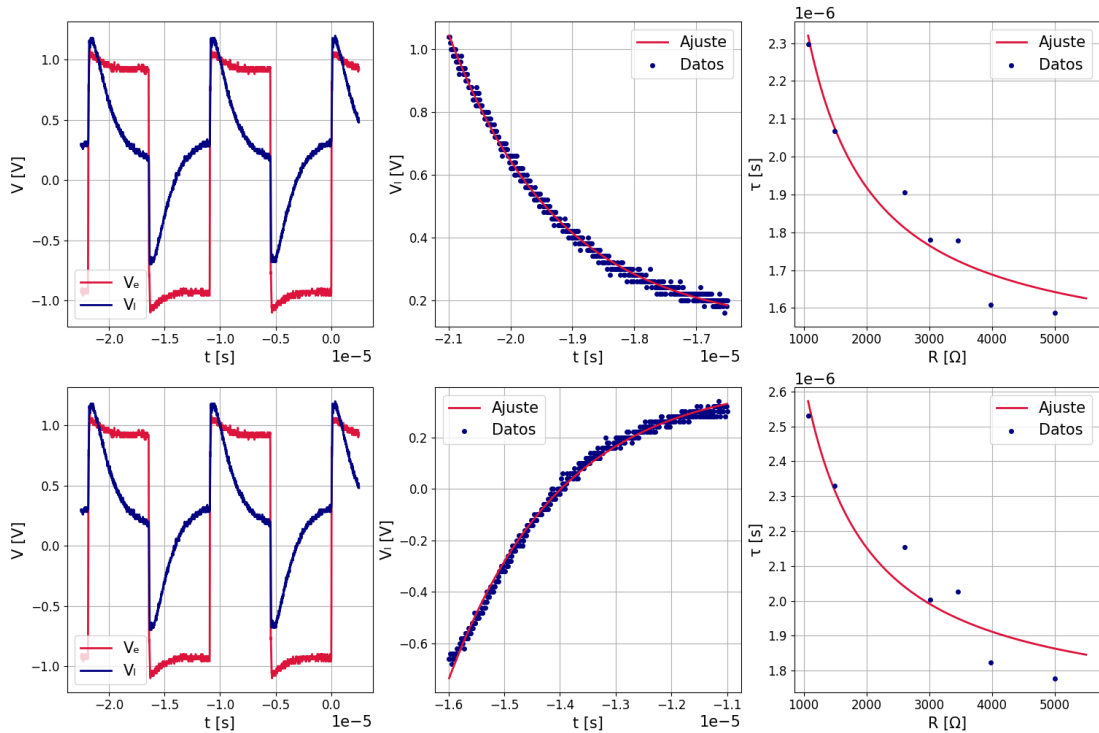 V [V]
1.0
0.5
0.0
−0.5
−1.0
Vₑ
Vₗ
−2.0 −1.5 −1.0 −0.5 0.0
t [s]
1e−5
Vₗ [V]
1.0
0.8
0.6
0.4
0.2
Ajuste
Datos
−2.1 −2.0 −1.9 −1.8 −1.7
t [s]
1e−5
1e−6
τ [s]
2.3
2.2
2.1
2.0
1.9
1.8
1.7
1.6
Ajuste
Datos
1000 2000 3000 4000 5000
R [Ω]
V [V]
1.0
0.5
0.0
−0.5
−1.0
Vₑ
Vₗ
−2.0 −1.5 −1.0 −0.5 0.0
t [s]
1e−5
Vₗ [V]
0.2
0.0
−0.2
−0.4
−0.6
Ajuste
Datos
−1.6 −1.5 −1.4 −1.3 −1.2 −1.1
t [s]
1e−5
1e−6
τ [s]
2.6
2.5
2.4
2.3
2.2
2.1
2.0
1.9
1.8
Ajuste
Datos
1000 2000 3000 4000 5000
R [Ω]